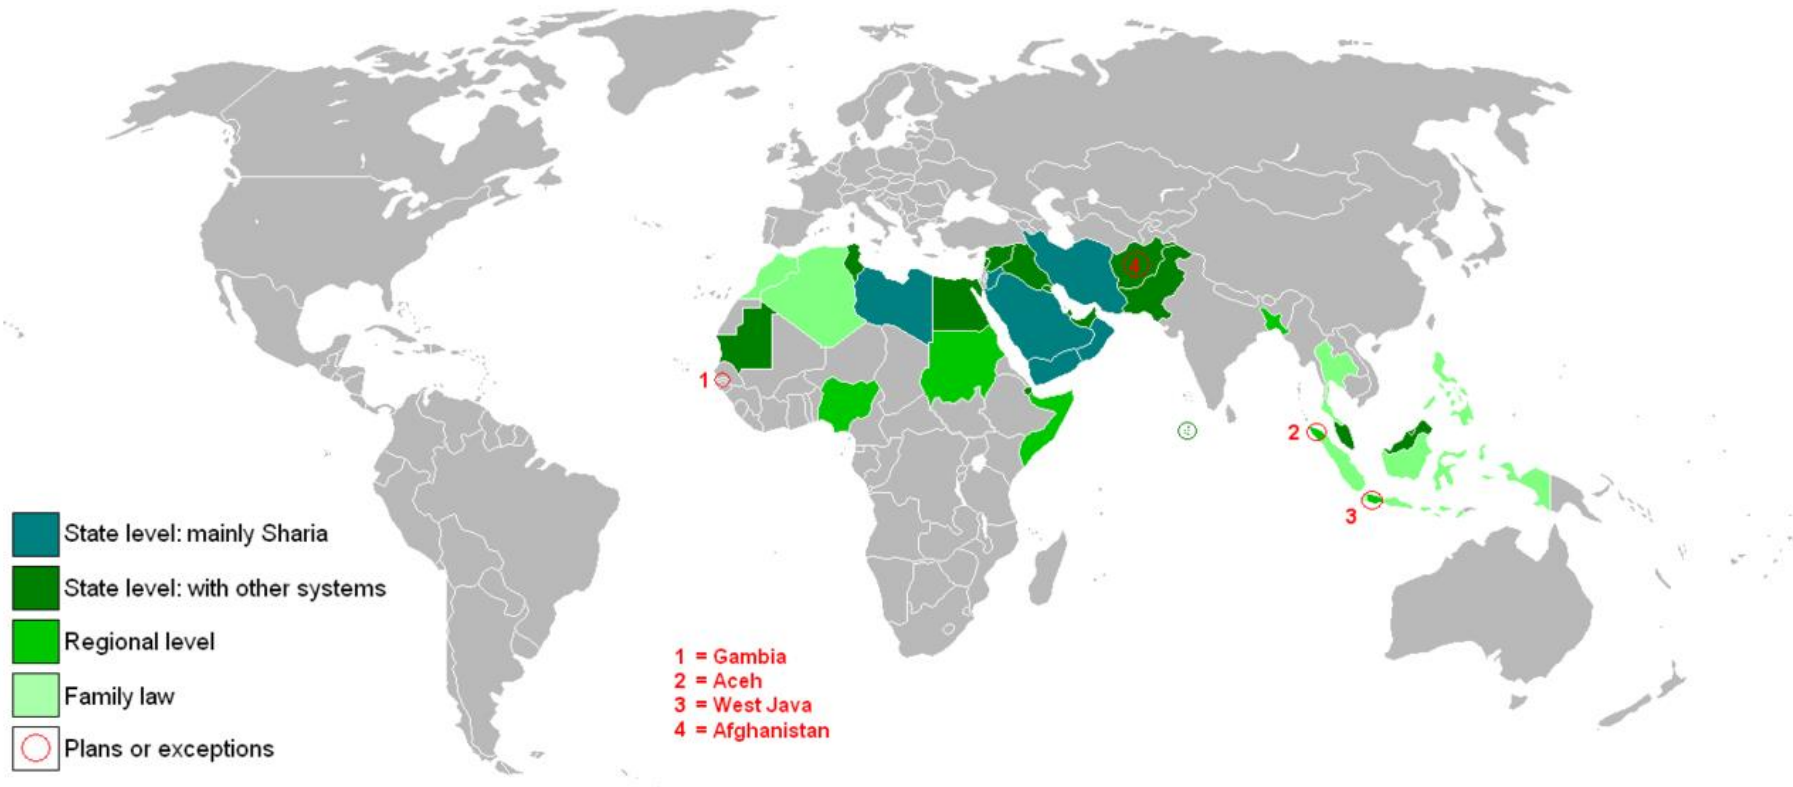 4
1
2
3
State level: mainly Sharia
State level: with other systems
Regional level
Family law
Plans or exceptions
1 = Gambia
2 = Aceh
3 = West Java
4 = Afghanistan